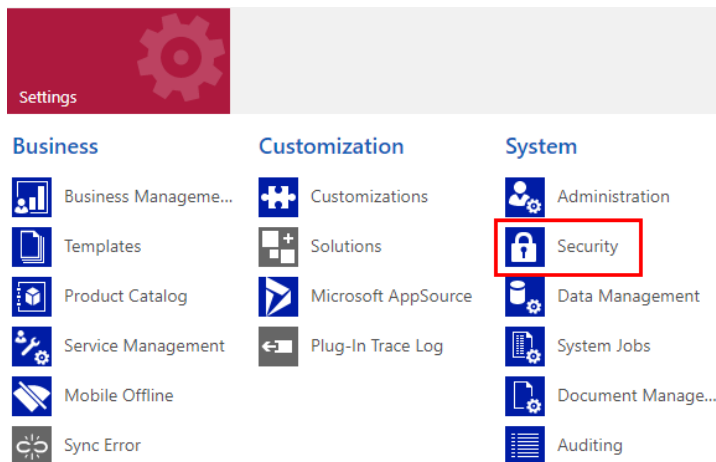 Settings
Business
Business Manageme...
Templates
Product Catalog
Service Management
Mobile Offline
Sync Error
Customization
Customizations
Solutions
Microsoft AppSource
Plug-In Trace Log
System
Administration
Security
Data Management
System Jobs
Document Manage...
Auditing